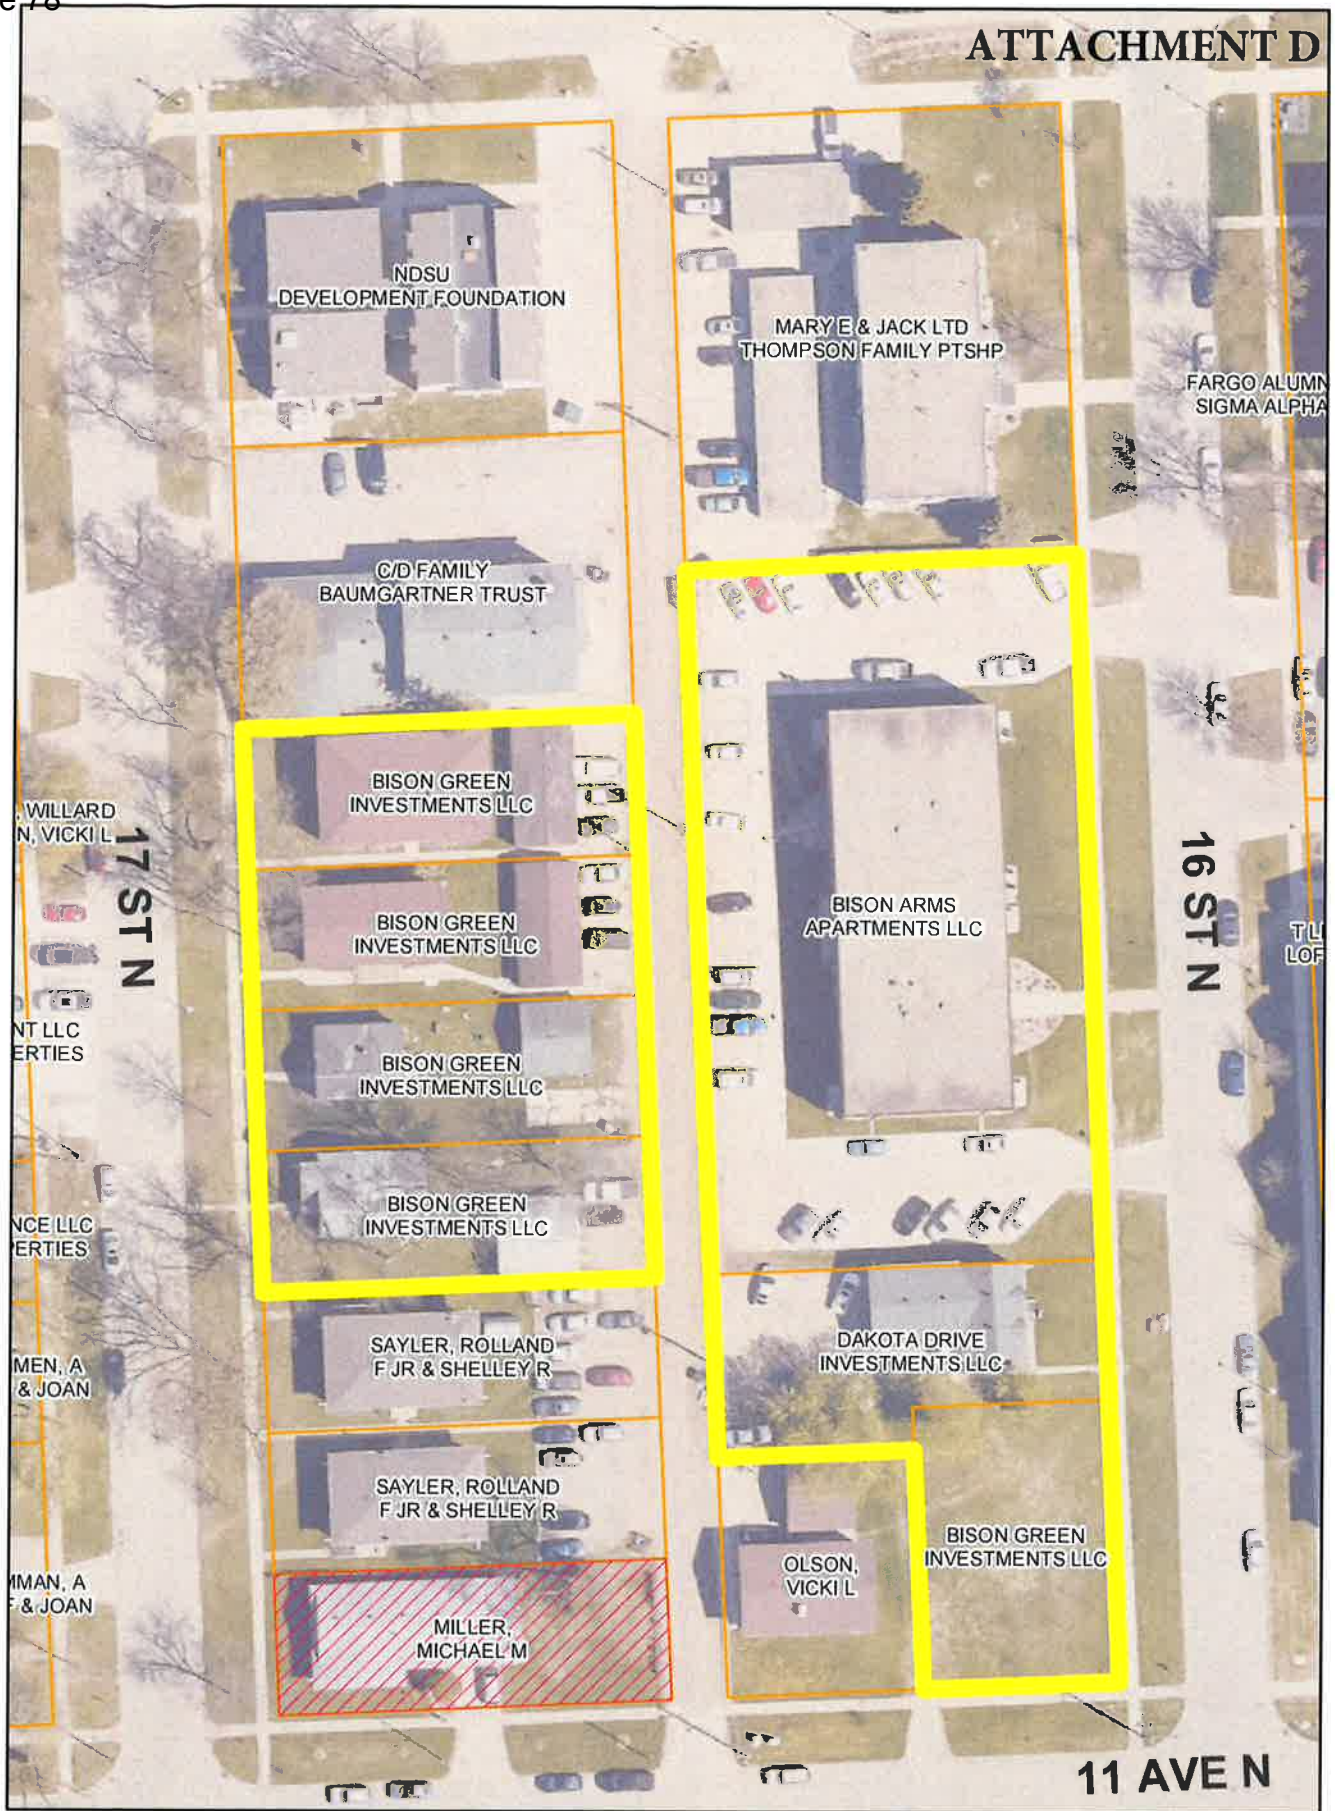 e 78
ATTACHMENT D
NDSU
DEVELOPMENT FOUNDATION
MARY E & JACK LTD
THOMPSON FAMILY PTSHP
FARGO ALUMN
SIGMA ALPHA
C/D FAMILY
BAUMGARTNER TRUST
BISON GREEN
INVESTMENTS LLC
, WILLARD
N, VICKI L
17 ST N
16 ST N
BISON GREEN
INVESTMENTS LLC
BISON ARMS
APARTMENTS LLC
T L
LOF
NT LLC
ERTIES
BISON GREEN
INVESTMENTS LLC
BISON GREEN
INVESTMENTS LLC
NCE LLC
PERTIES
SAYLER, ROLLAND
F JR & SHELLEY R
DAKOTA DRIVE
INVESTMENTS LLC
MEN, A
& JOAN
SAYLER, ROLLAND
F JR & SHELLEY R
BISON GREEN
INVESTMENTS LLC
OLSON,
VICKI L
MMAN, A
F & JOAN
MILLER,
MICHAEL M
11 AVE N